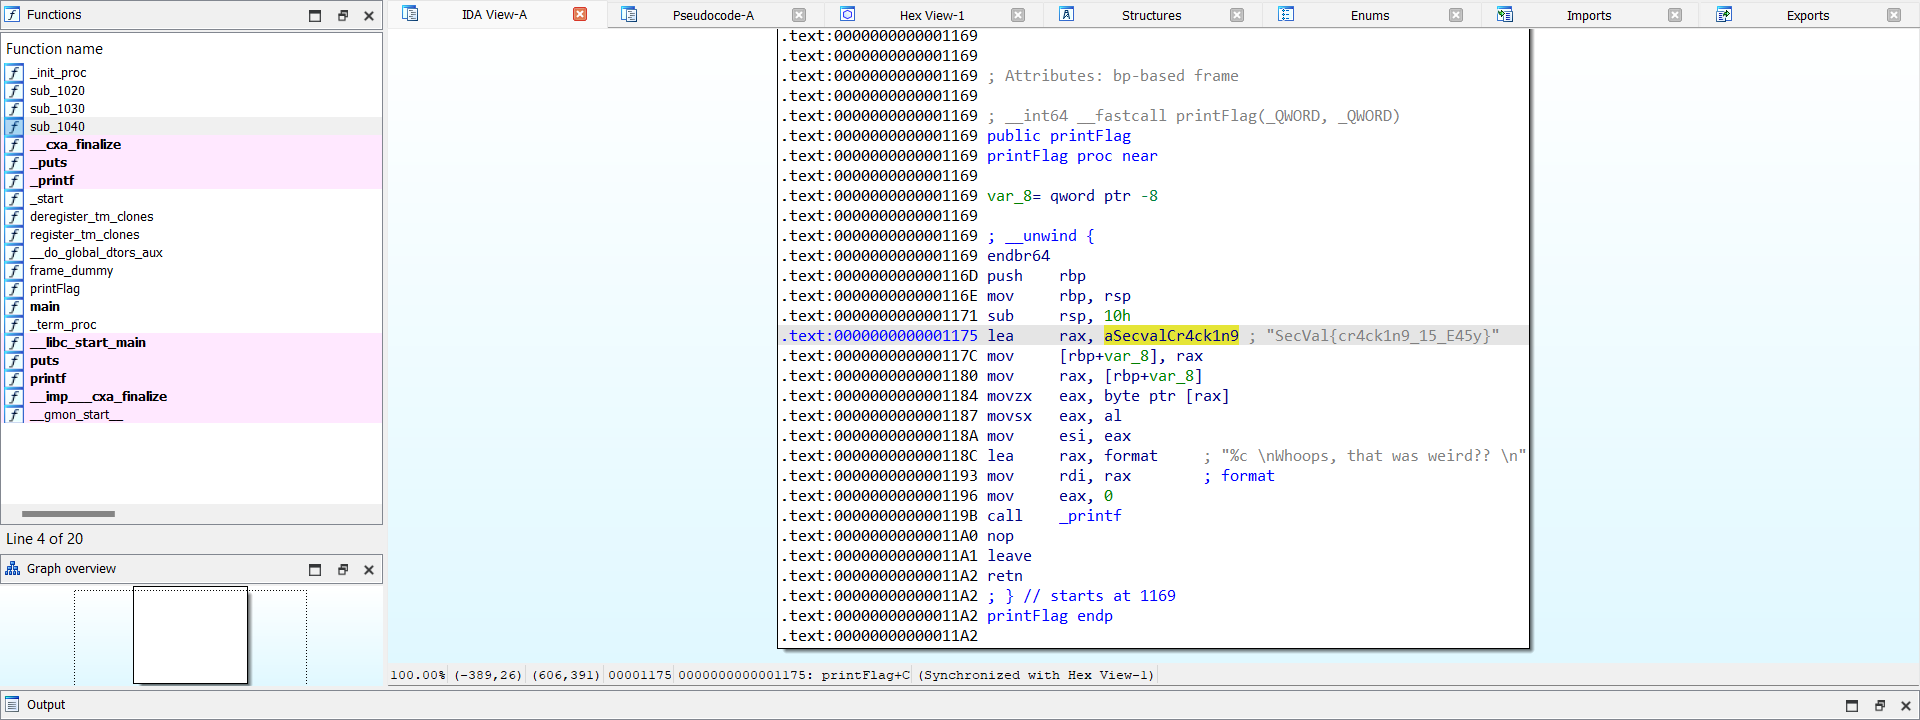 Functions
IDA View-A
Pseudocode-A
Hex View-1
Structures
Enums
Imports
Exports
Function name
_init_proc
sub_1020
sub_1030
sub_1040
__cxa_finalize
_puts
_printf
_start
deregister_tm_clones
register_tm_clones
__do_global_dtors_aux
frame_dummy
printFlag
main
_term_proc
__libc_start_main
puts
printf
__imp___cxa_finalize
__gmon_start__
Line 4 of 20
Graph overview
.text:0000000000001169
.text:0000000000001169
.text:0000000000001169 ; Attributes: bp-based frame
.text:0000000000001169
.text:0000000000001169 ; __int64 __fastcall printFlag(_QWORD, _QWORD)
.text:0000000000001169 public printFlag
.text:0000000000001169 printFlag proc near
.text:0000000000001169
.text:0000000000001169 var_8= qword ptr -8
.text:0000000000001169
.text:0000000000001169 ; __unwind {
.text:0000000000001169 endbr64
.text:000000000000116D push rbp
.text:000000000000116E mov rbp, rsp
.text:0000000000001171 sub rsp, 10h
.text:0000000000001175 lea rax, aSecvalCr4ck1n9 ; "SecVal{cr4ck1n9_15_E45y}"
.text:000000000000117C mov [rbp+var_8], rax
.text:0000000000001180 mov rax, [rbp+var_8]
.text:0000000000001184 movzx eax, byte ptr [rax]
.text:0000000000001187 movsx eax, al
.text:000000000000118A mov esi, eax
.text:000000000000118C lea rax, format ; "%c \nWhoops, that was weird?? \n"
.text:0000000000001193 mov rdi, rax ; format
.text:0000000000001196 mov eax, 0
.text:000000000000119B call _printf
.text:00000000000011A0 nop
.text:00000000000011A1 leave
.text:00000000000011A2 retn
.text:00000000000011A2 ; } // starts at 1169
.text:00000000000011A2 printFlag endp
.text:00000000000011A2
100.00% (-389,26) (606,391) 00001175 0000000000001175: printFlag+C (Synchronized with Hex View-1)
Output